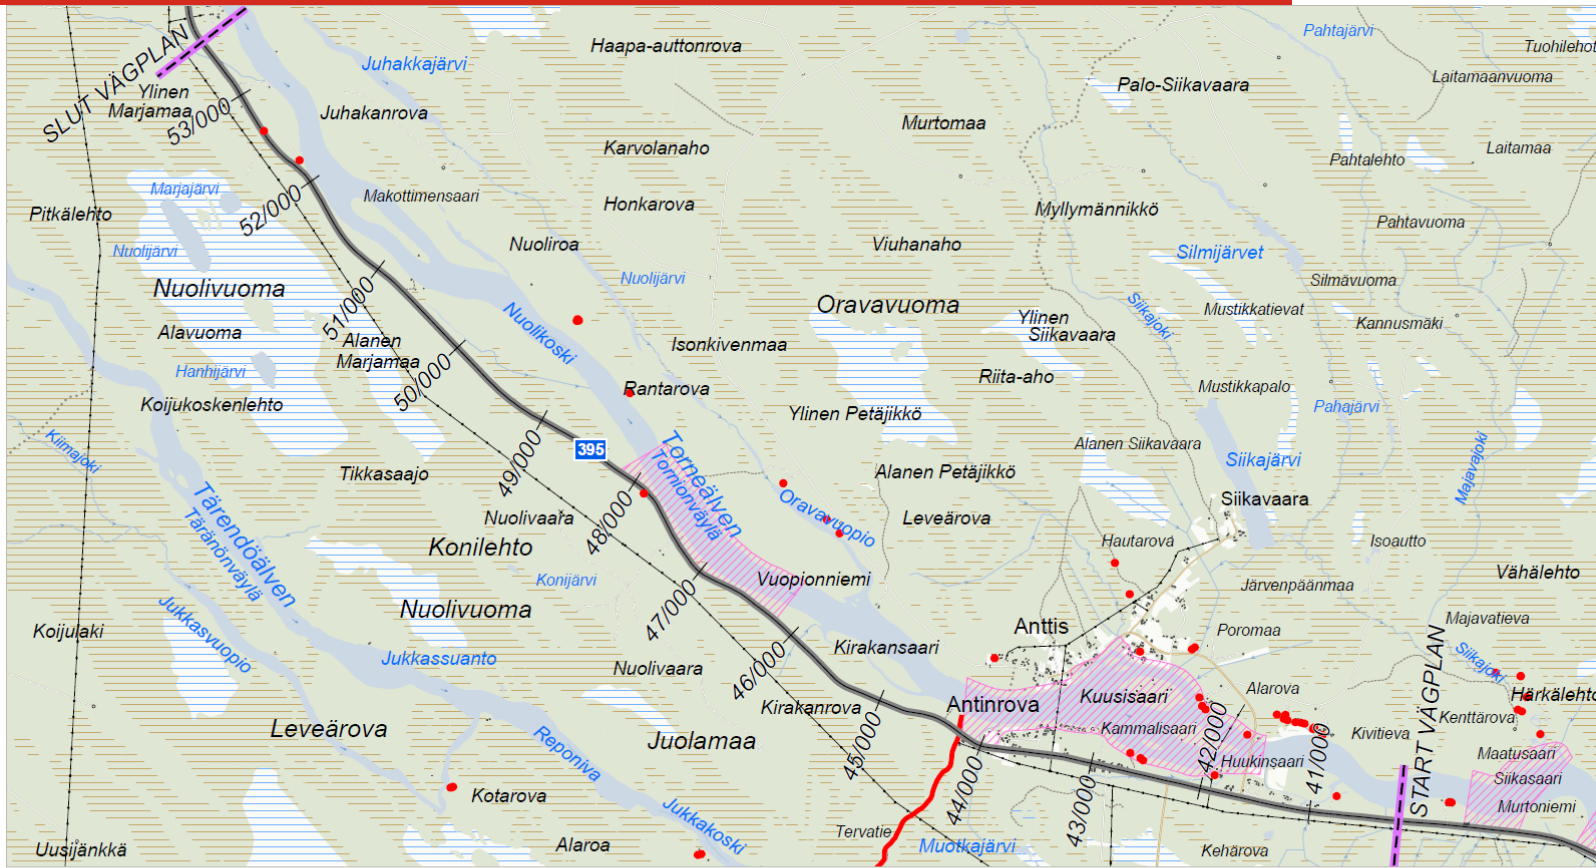 Pahtajärvi
SLUT VÄGPLAN
Haapa-auttonrova
Tuohilehot
Juhakkajärvi
Laitamaanvuoma
Palo-Siikavaara
Ylinen
Marjamaa
53/000
Juhakanrova
Murtomaa
Karvolanaho
Laitamaa
Pahtalehto
Marjajärvi
52/000
Makottimensaari
Honkarova
Myllymännikkö
Pitkälehto
Pahtavuoma
Nuoliroa
Viuhanaho
Nuolijärvi
Silmijärvet
Nuolijärvi
Silmävuoma
Nuolivuoma
51/000
Oravavuoma
Siikajoki
Mustikkatievat
Nuolikoski
Ylinen
Siikavaara
Kannusmäki
Alavuoma
Alanen
Marjamaa
Isonkivenmaa
Hanhijärvi
50/000
Riitta-aho
Rantarova
Mustikkapalo
Koijukoskenlehto
Ylinen Petäjikkö
Pahajärvi
49/000
395
Kiimajoki
Alanen Siikavaara
Siikajärvi
Majavajoki
Tikkasaajo
Torneälven
Tornionväylä
Alanen Petäjikkö
Siikavaara
Tärendöälven
Täränönväylä
48/000
Nuolivaara
Oravavuopio
Leveärova
Hautarova
Isoautto
Konilehto
Vähälehto
Konijärvi
Vuopionniemi
Järvenpäänmaa
Nuolivuoma
47/000
Majavatieva
Koijulaki
Jukkasvuopio
Anttis
Poromaa
Jukkassuanto
Nuolivaara
46/000
Kirakansaari
Siikajoki
START VÄGPLAN
Kirakanrova
Antinrova
Kuusisaari
Alarova
Härkälehto
Kenttärova
Leveärova
Juolamaa
45/000
Kammalisaari
42/000
41/000
Kivitieva
Reponiva
Huukinsaari
Maatusaari
Siikasaari
Kotarova
44/000
43/000
Murtoniemi
Jukkakoski
Tervatie
Alaroa
Muotkajärvi
Kehärova
Uusijänkkä